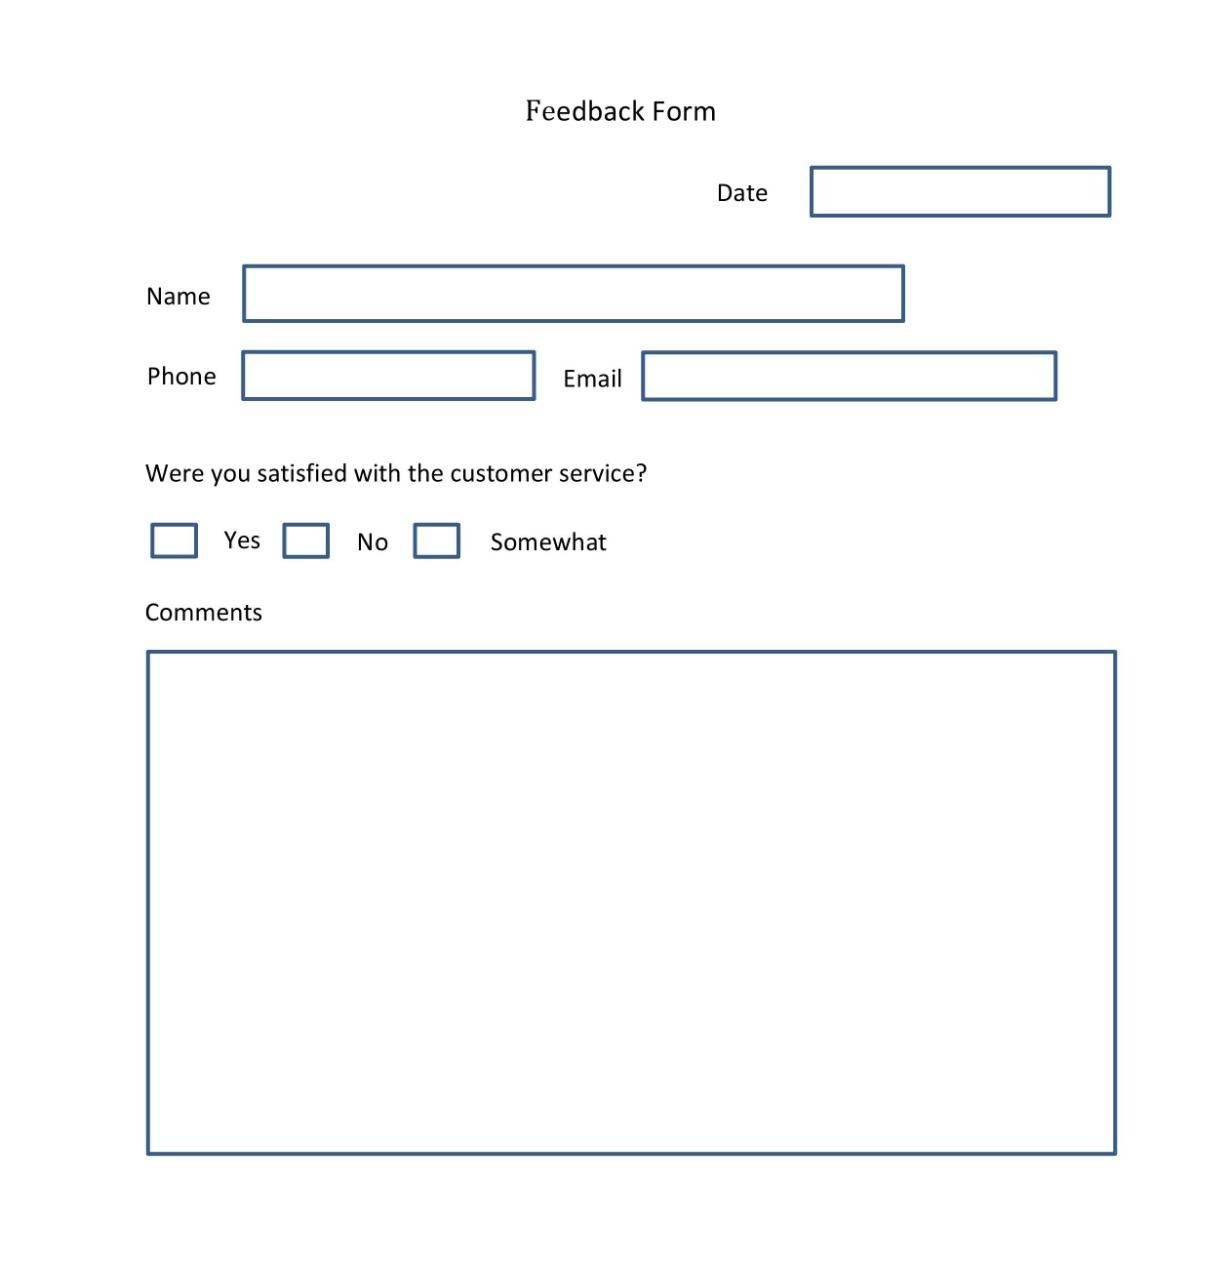 Feedback Form
Date
Name
Phone Email
Were you satisfied with the customer service?
Yes No Somewhat
Comments